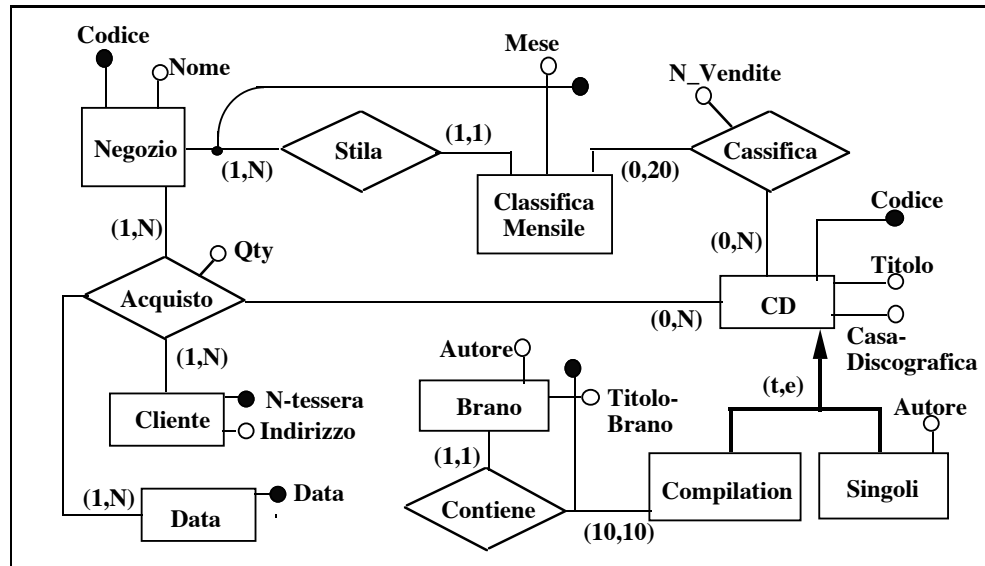 Codice
Nome
Mese
N_Vendite
Negozio
(1,N)
Stila
(1,1)
Classifica
Mensile
(0,20)
Cassifica
Codice
(1,N)
(0,N)
Qty
Titolo
Acquisto
(0,N)
CD
Casa-
Discografica
(1,N)
Autore
(t,e)
Autore
N-tessera
Cliente
Indirizzo
Brano
Titolo-
Brano
(1,1)
Compilation
Singoli
(1,N)
Data
Data
Contiene
(10,10)